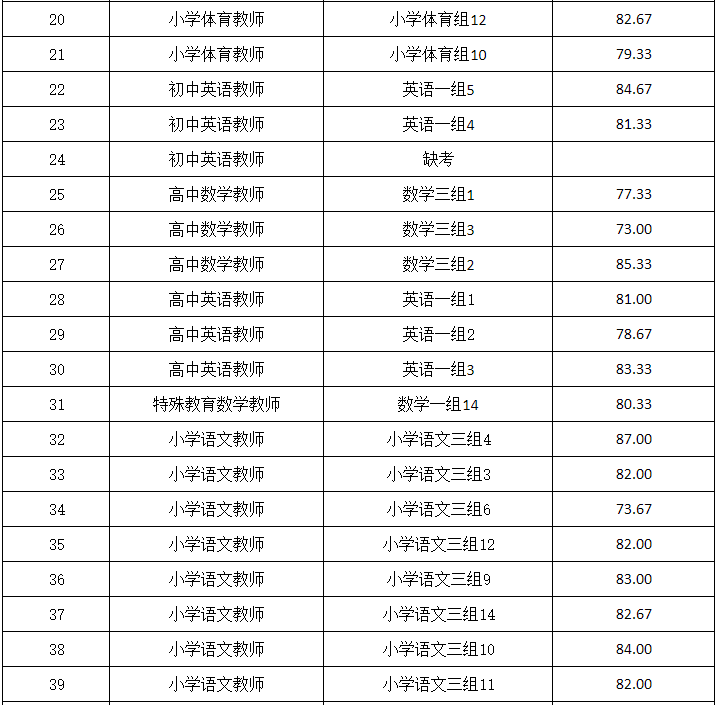 20 小学体育教师 小学体育组12 82.67
21 小学体育教师 小学体育组10 79.33
22 初中英语教师 英语一组5 84.67
23 初中英语教师 英语一组4 81.33
24 初中英语教师 缺考
25 高中数学教师 数学三组1 77.33
26 高中数学教师 数学三组3 73.00
27 高中数学教师 数学三组2 85.33
28 高中英语教师 英语一组1 81.00
29 高中英语教师 英语一组2 78.67
30 高中英语教师 英语一组3 83.33
31 特殊教育数学教师 数学一组14 80.33
32 小学语文教师 小学语文三组4 87.00
33 小学语文教师 小学语文三组3 82.00
34 小学语文教师 小学语文三组6 73.67
35 小学语文教师 小学语文三组12 82.00
36 小学语文教师 小学语文三组9 83.00
37 小学语文教师 小学语文三组14 82.67
38 小学语文教师 小学语文三组10 84.00
39 小学语文教师 小学语文三组11 82.00